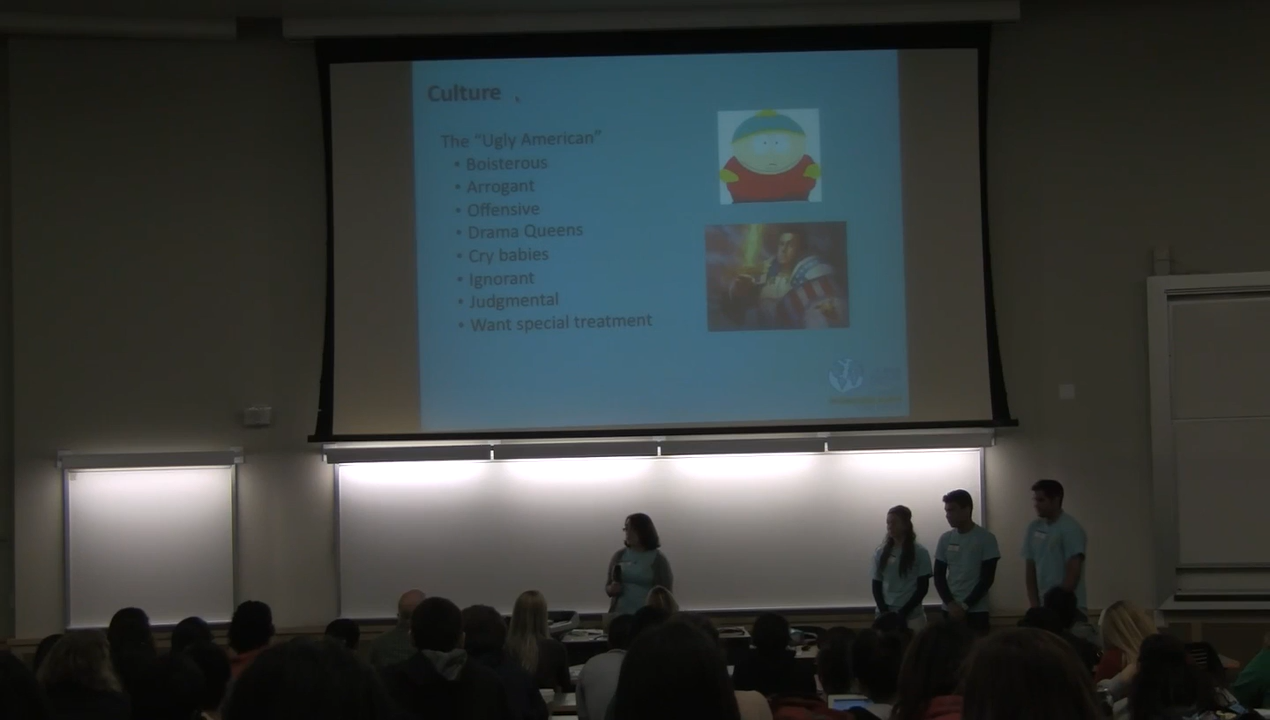 Culture
The “Ugly American”
• Boisterous
• Arrogant
• Offensive
• Drama Queens
• Cry babies
• Ignorant
• Judgmental
• Want special treatment